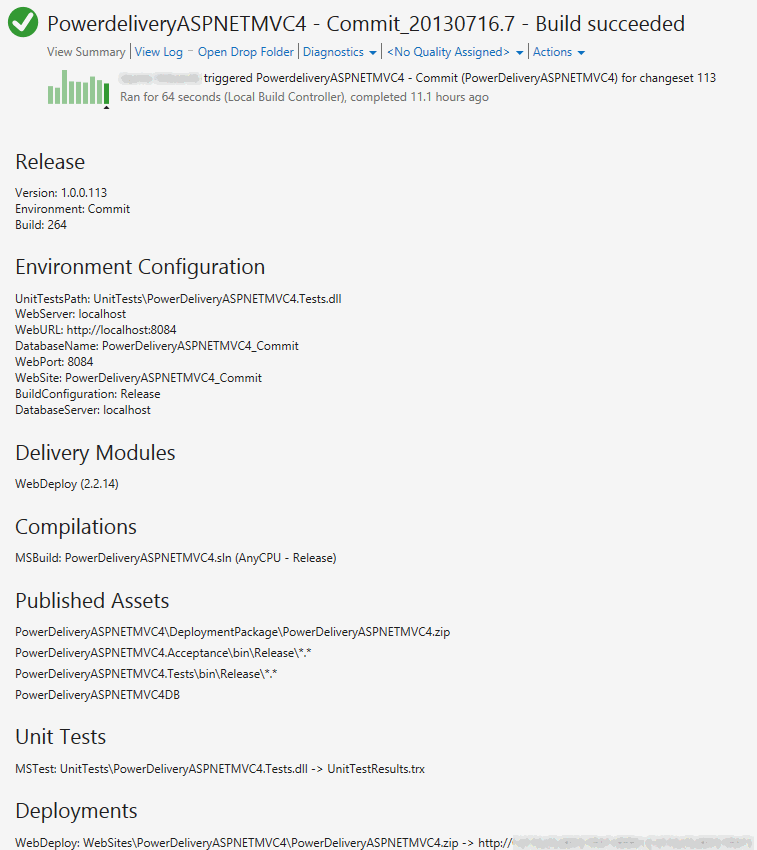 PowerdeliveryASPNETMVC4 - Commit_20130716.7 - Build succeeded
View Summary | View Log - Open Drop Folder | Diagnostics | <No Quality Assigned> | Actions
triggered PowerdeliveryASPNETMVC4 - Commit (PowerDeliveryASPNETMVC4) for changeset 113
Ran for 64 seconds (Local Build Controller), completed 11.1 hours ago
Release
Version: 1.0.0.113
Environment: Commit
Build: 264
Environment Configuration
UnitTestsPath: UnitTests\PowerDeliveryASPNETMVC4.Tests.dll
WebServer: localhost
WebURL: http://localhost:8084
DatabaseName: PowerDeliveryASPNETMVC4_Commit
WebPort: 8084
WebSite: PowerDeliveryASPNETMVC4_Commit
BuildConfiguration: Release
DatabaseServer: localhost
Delivery Modules
WebDeploy (2.2.14)
Compilations
MSBuild: PowerDeliveryASPNETMVC4.sln (AnyCPU - Release)
Published Assets
PowerDeliveryASPNETMVC4\DeploymentPackage\PowerDeliveryASPNETMVC4.zip
PowerDeliveryASPNETMVC4.Acceptance\bin\Release\*.*
PowerDeliveryASPNETMVC4.Tests\bin\Release\*.*
PowerDeliveryASPNETMVC4DB
Unit Tests
MSTest: UnitTests\PowerDeliveryASPNETMVC4.Tests.dll -> UnitTestResults.trx
Deployments
WebDeploy: WebSites\PowerDeliveryASPNETMVC4\PowerDeliveryASPNETMVC4.zip -> http://